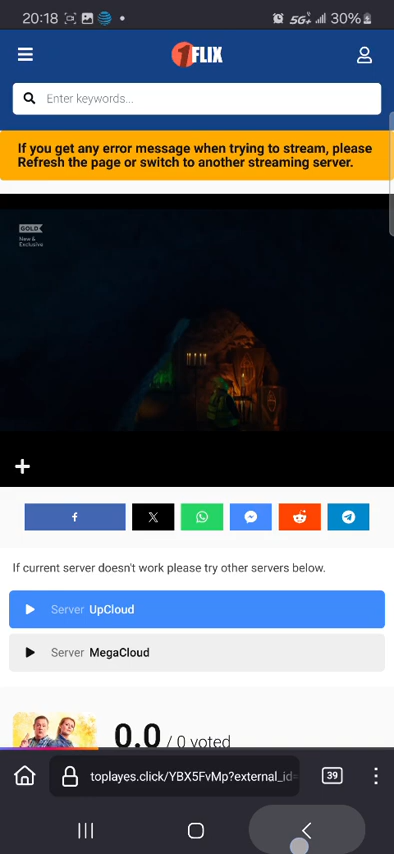 20:18 5G+ 30%
1FLIX
Enter keywords...
If you get any error message when trying to stream, please
Refresh the page or switch to another streaming server.
GOLD
New &
Exclusive
If current server doesn't work please try other servers below.
Server UpCloud
Server MegaCloud
0.0 / 0 voted
toplayes.click/YBX5FvMp?external_id=
39